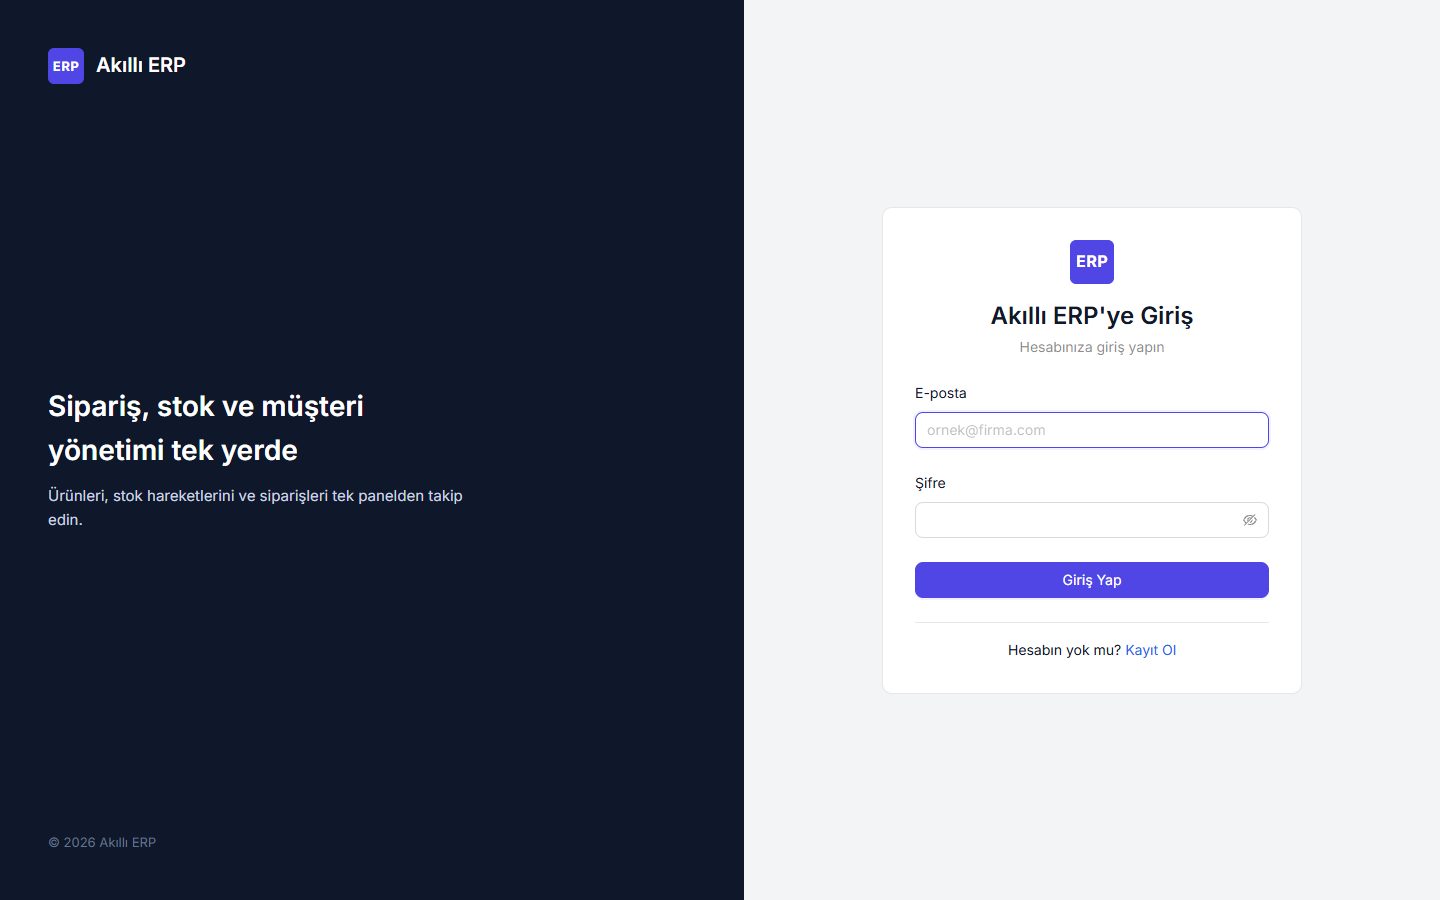 ERP Akıllı ERP
Sipariş, stok ve müşteri
yönetimi tek yerde
Ürünleri, stok hareketlerini ve siparişleri tek panelden takip
edin.
© 2026 Akıllı ERP
ERP
Akıllı ERP'ye Giriş
Hesabınıza giriş yapın
E-posta
ornek@firma.com
Şifre
Giriş Yap
Hesabın yok mu? Kayıt Ol